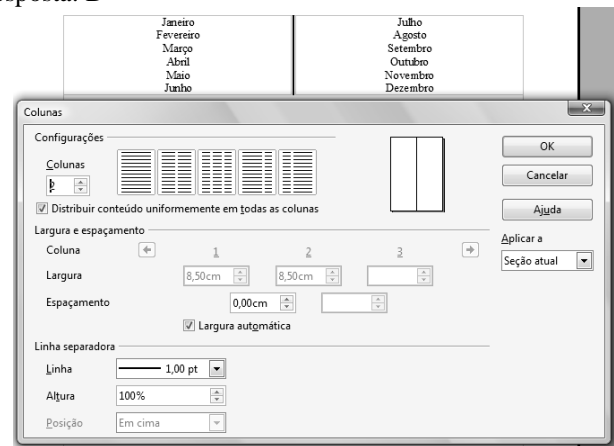 esposta: D
Janeiro Julho
Fevereiro Agosto
Março Setembro
Abril Outubro
Maio Novembro
Junho Dezembro
Colunas
Configurações
Colunas
2
Distribuir conteúdo uniformemente em todas as colunas
OK
Cancelar
Ajuda
Largura e espaçamento
Aplicar a
Coluna 1 2 3
Seção atual
Largura 8,50cm 8,50cm
Espaçamento 0,00cm
Largura automática
Linha separadora
Linha 1,00 pt
Altura 100%
Posição Em cima